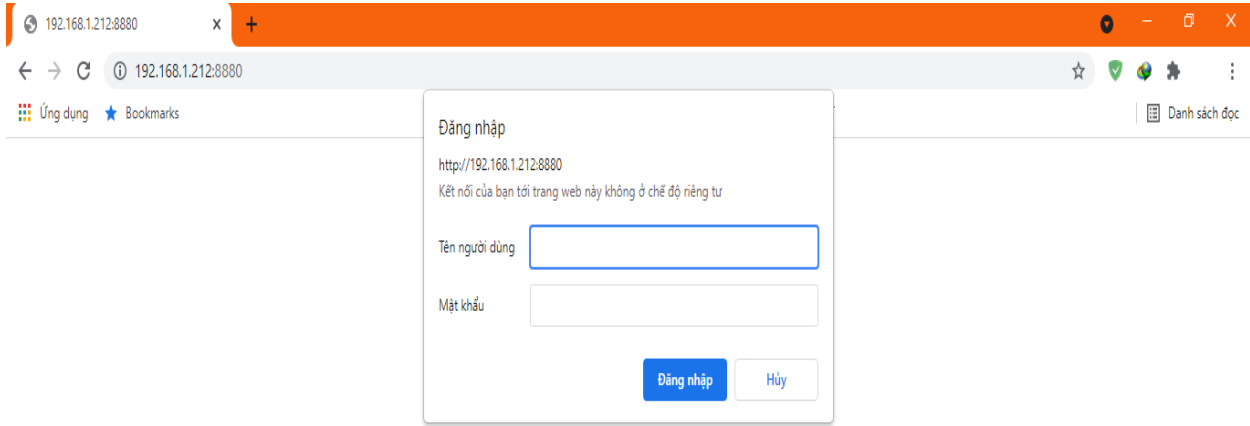 192.168.1.212:8880
192.168.1.212:8880
Ứng dụng Bookmarks Danh sách đọc
Đăng nhập
http://192.168.1.212:8880
Kết nối của bạn tới trang web này không ở chế độ riêng tư
Tên người dùng
Mật khẩu
Đăng nhập Hủy